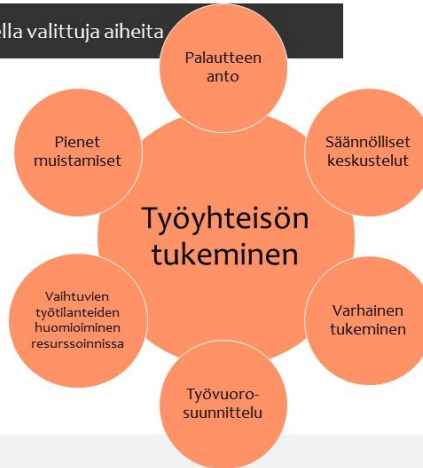 ella valittuja aiheita
Palautteen
anto
Pienet
muistamiset
Säännölliset
keskustelut
Työyhteisön
tukeminen
Vaihtuvien
työtilanteiden
huomioiminen
resurssoinnissa
Varhainen
tukeminen
Työvuoro-
suunnittelu